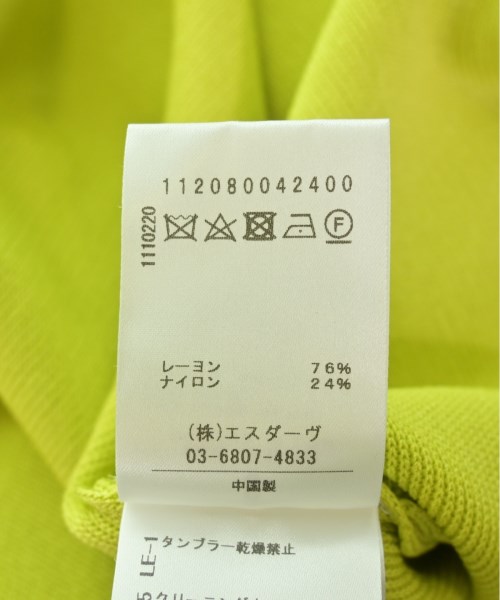 112080042400
1110220
F
レーヨン 76%
ナイロン 24%
(株)エスダーヴ
03-6807-4833
中国製
LE-1
タンブラー乾燥禁止